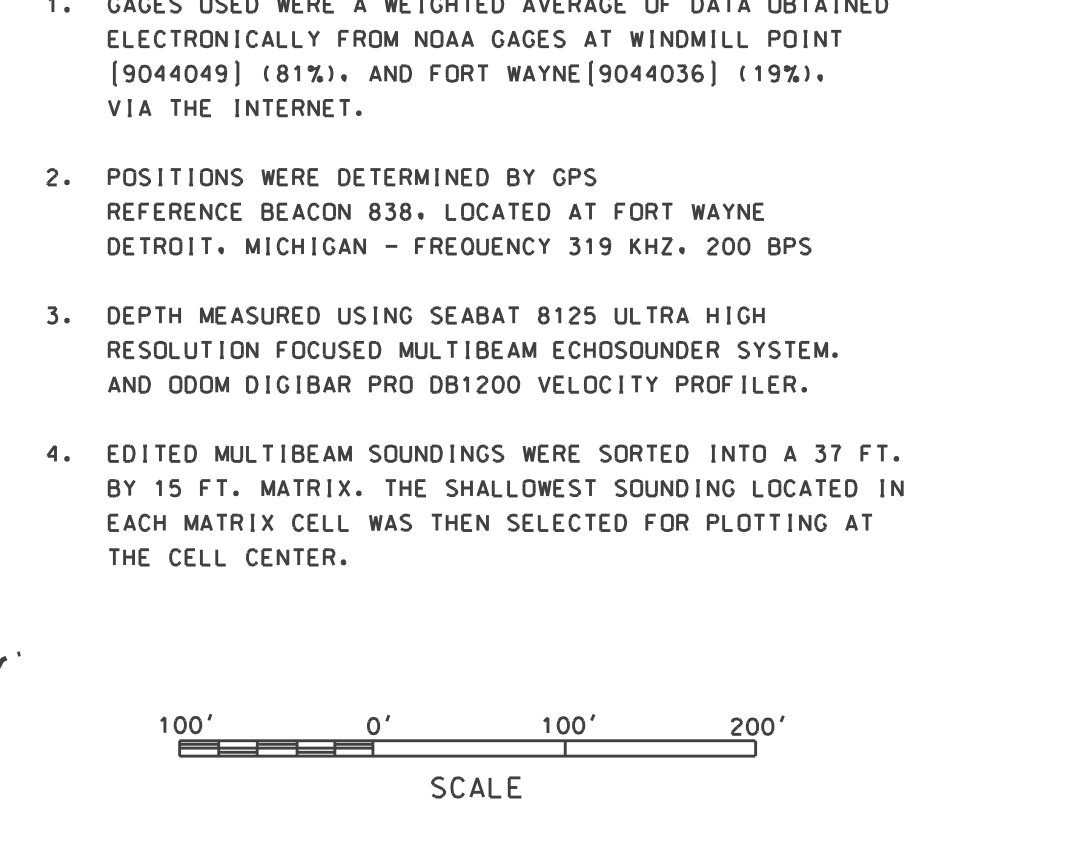 1. GAGES USED WERE A WEIGHTED AVERAGE OF DATA OBTAINED
ELECTRONICALLY FROM NOAA GAGES AT WINDMILL POINT
[9044049] (81%), AND FORT WAYNE[9044036] (19%),
VIA THE INTERNET.
2. POSITIONS WERE DETERMINED BY GPS
REFERENCE BEACON 838, LOCATED AT FORT WAYNE
DETROIT, MICHIGAN - FREQUENCY 319 KHZ, 200 BPS
3. DEPTH MEASURED USING SEABAT 8125 ULTRA HIGH
RESOLUTION FOCUSED MULTIBEAM ECHOSOUNDER SYSTEM.
AND ODOM DIGIBAR PRO DB1200 VELOCITY PROFILER.
4. EDITED MULTIBEAM SOUNDINGS WERE SORTED INTO A 37 FT.
BY 15 FT. MATRIX. THE SHALLOWEST SOUNDING LOCATED IN
EACH MATRIX CELL WAS THEN SELECTED FOR PLOTTING AT
THE CELL CENTER.
100' 0' 100' 200'
SCALE